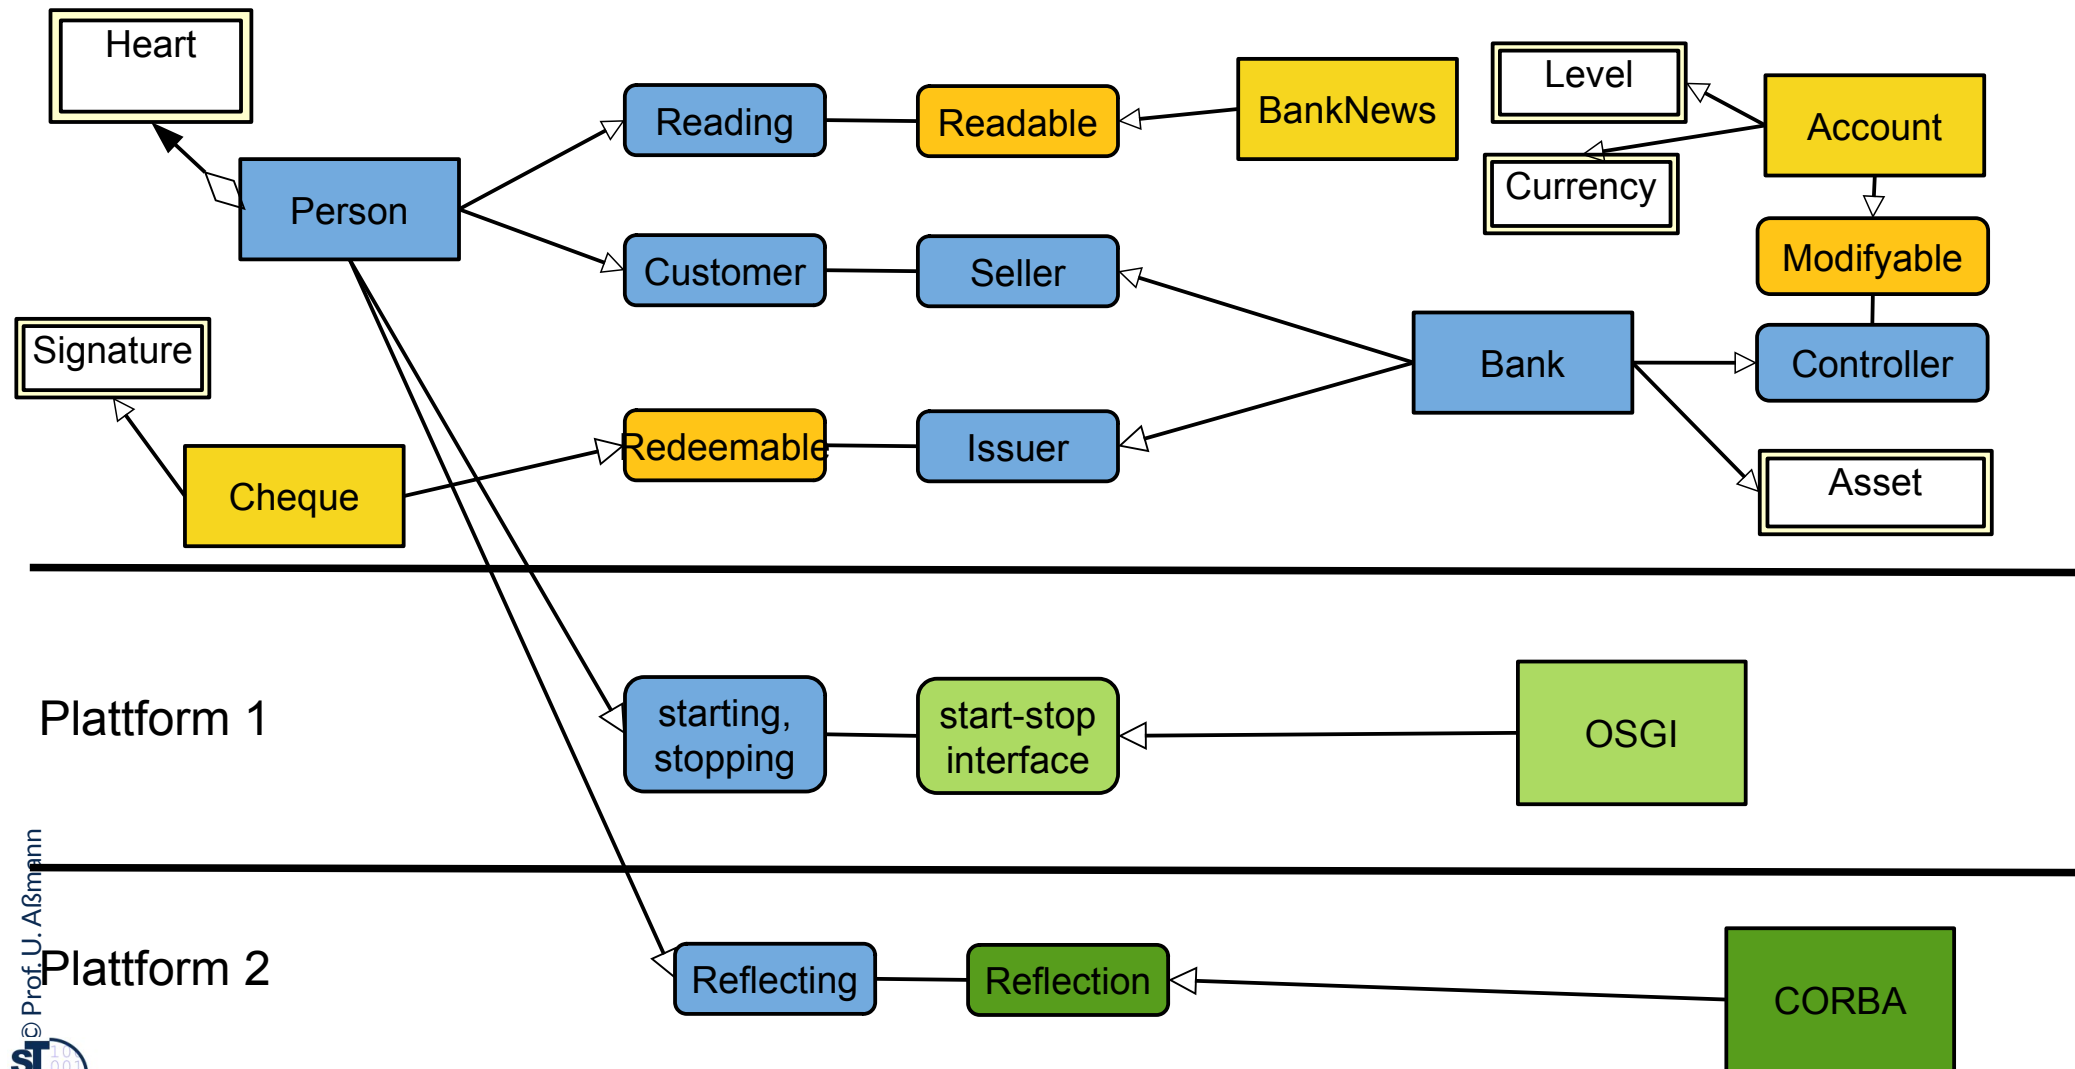 Heart
Reading
Readable
BankNews
Level
Account
Person
Currency
Customer
Seller
Modifyable
Signature
Bank
Controller
Redeemable
Issuer
Cheque
Asset
Plattform 1
starting,
stopping
start-stop
interface
OSGI
© Prof. U. Aßmann
Plattform 2
Reflecting
Reflection
CORBA
ST